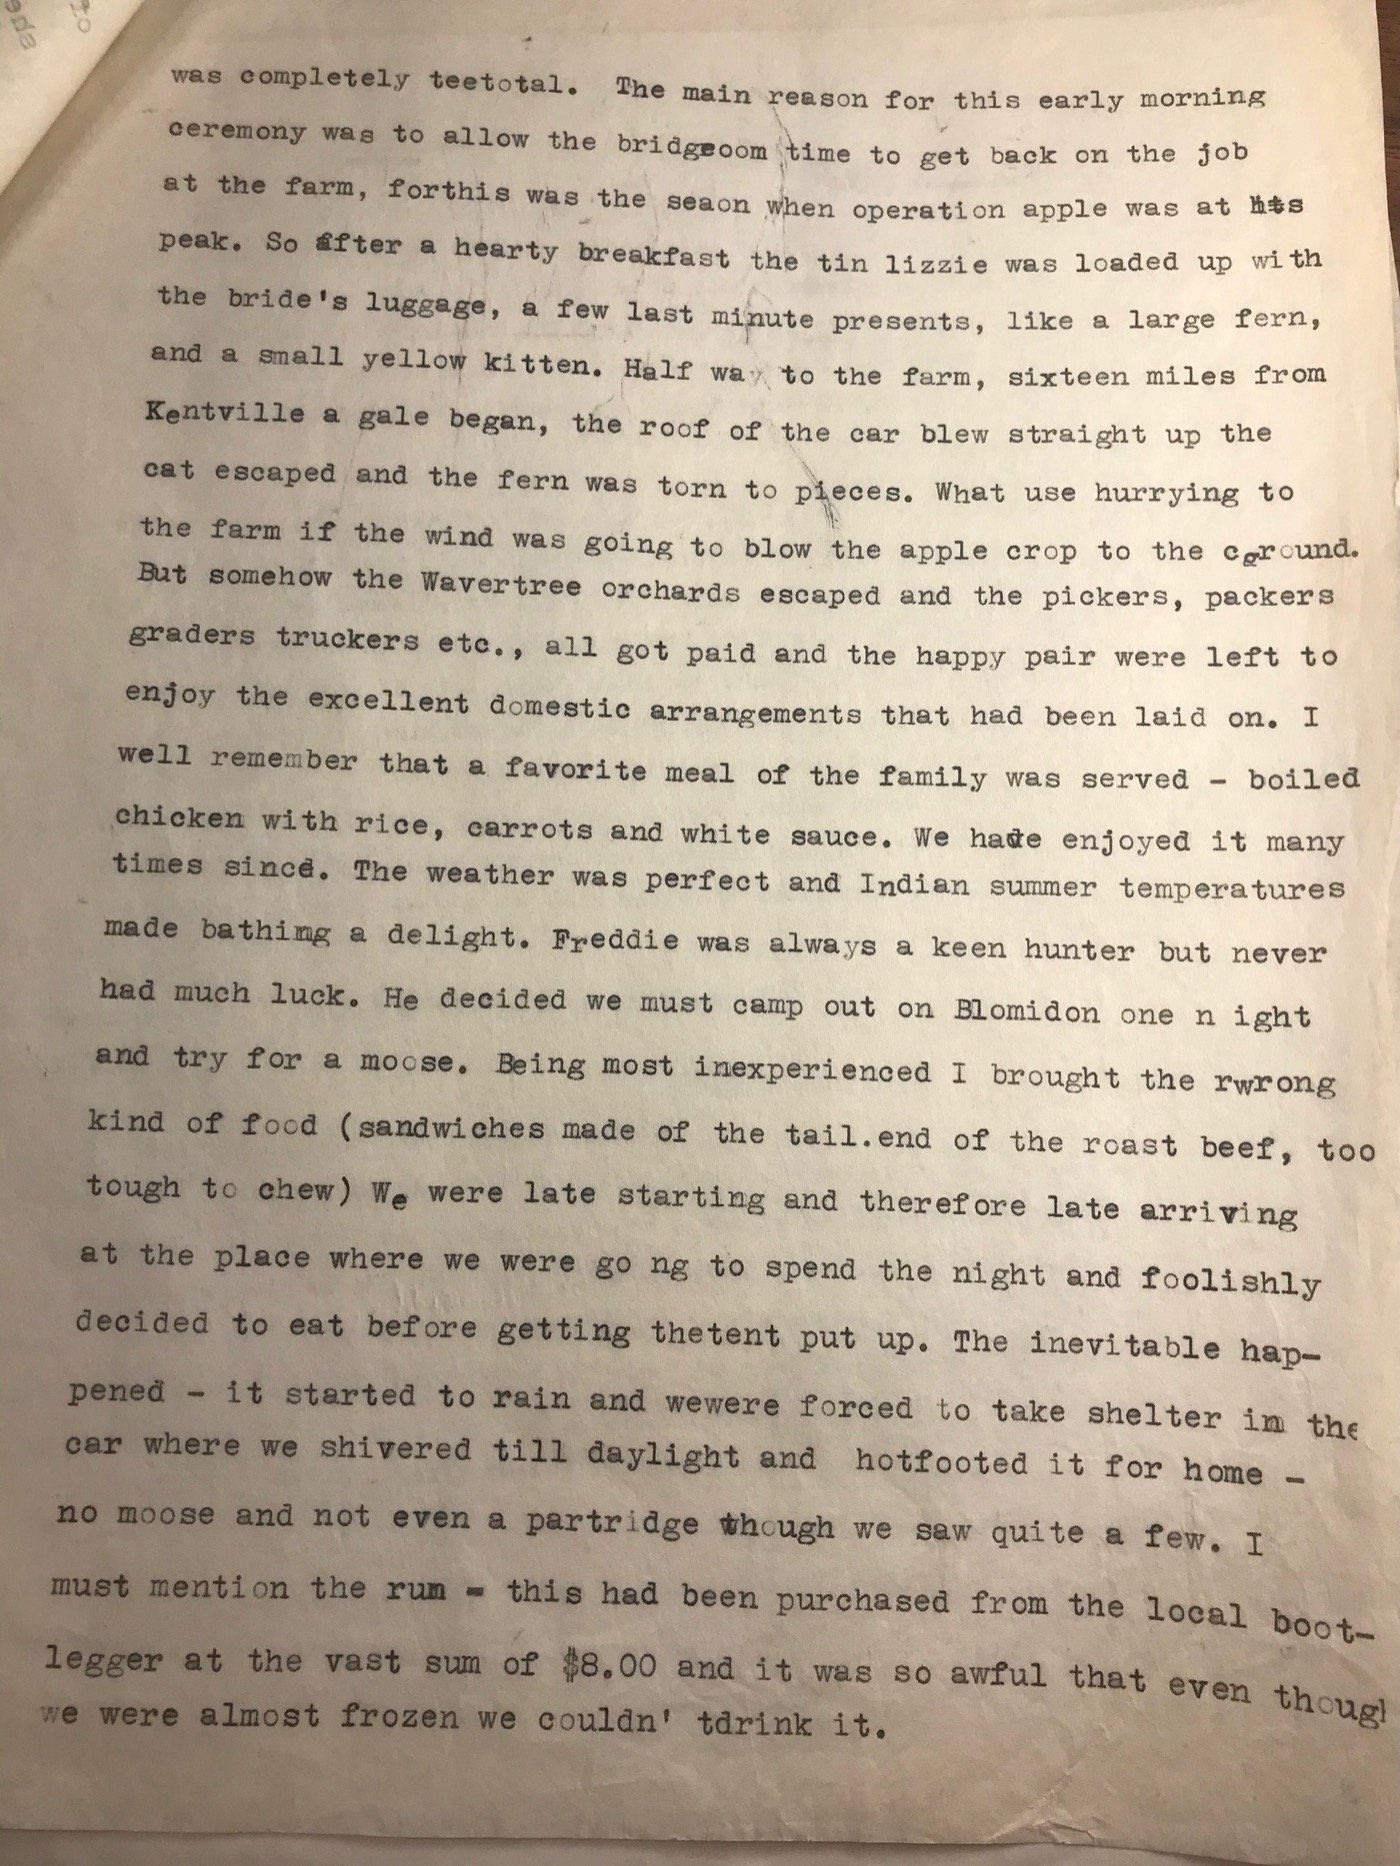 was completely teetotal. The main reason for this early morning
ceremony was to allow the bridgeoom time to get back on the job
at the farm, forthis was the seaon when operation apple was at its
peak. So after a hearty breakfast the tin lizzie was loaded up with
the bride's luggage, a few last minute presents, like a large fern,
and a small yellow kitten. Half way to the farm, sixteen miles from
Kentville a gale began, the roof of the car blew straight up the
cat escaped and the fern was torn to pieces. What use hurrying to
the farm if the wind was going to blow the apple crop to the cground.
But somehow the Wavertree orchards escaped and the pickers, packers
graders truckers etc., all got paid and the happy pair were left to
enjoy the excellent domestic arrangements that had been laid on. I
well remember that a favorite meal of the family was served - boiled
chicken with rice, carrots and white sauce. We have enjoyed it many
times since. The weather was perfect and Indian summer temperatures
made bathing a delight. Freddie was always a keen hunter but never
had much luck. He decided we must camp out on Blomidon one n ight
and try for a moose. Being most inexperienced I brought the rwrong
kind of food (sandwiches made of the tail.end of the roast beef, too
tough to chew) We were late starting and therefore late arriving
at the place where we were go ng to spend the night and foolishly
decided to eat before getting thetent put up. The inevitable hap-
pened - it started to rain and wewere forced to take shelter in the
car where we shivered till daylight and hotfooted it for home -
no moose and not even a partridge though we saw quite a few. I
must mention the rum - this had been purchased from the local boot-
legger at the vast sum of $8.00 and it was so awful that even though
we were almost frozen we couldn' tdrink it.